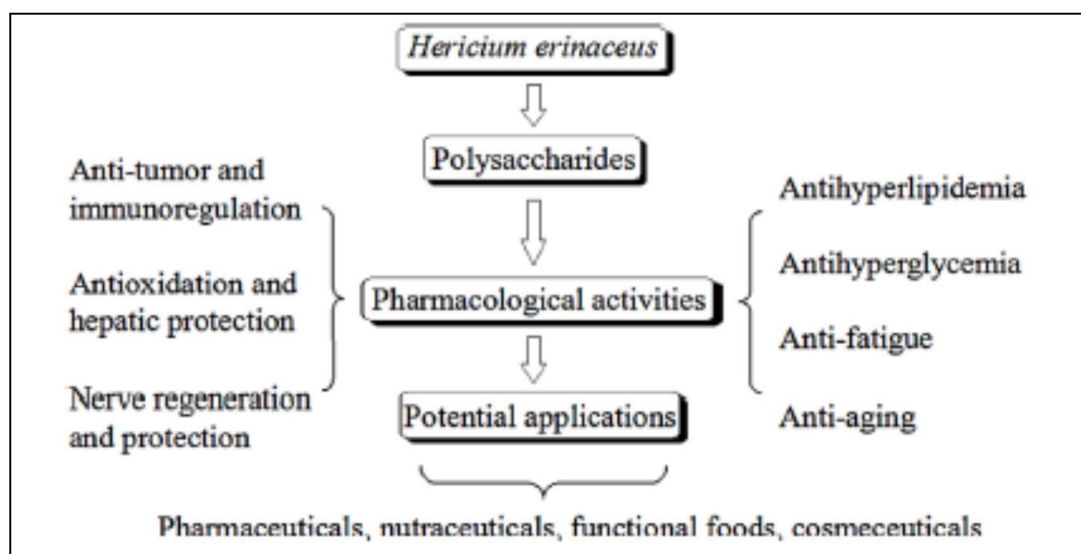 Hericium erinaceus
Polysaccharides
Anti-tumor and
immunoregulation
Antioxidation and
hepatic protection
Nerve regeneration
and protection
Pharmacological activities
Antihyperlipidemia
Antihyperglycemia
Anti-fatigue
Anti-aging
Potential applications
Pharmaceuticals, nutraceuticals, functional foods, cosmeceuticals